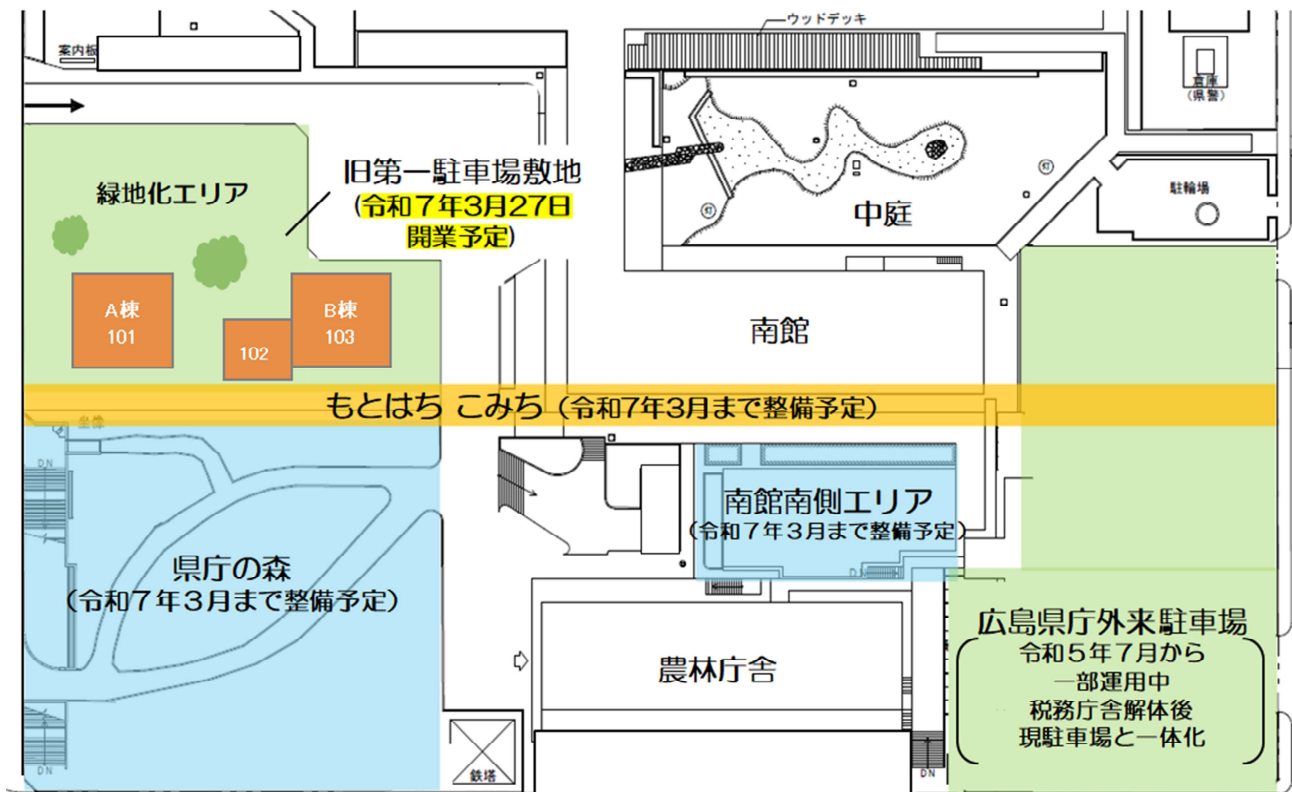 ウッドデッキ
案内板
倉庫
(県警)
緑地化エリア
旧第一駐車場敷地
(令和7年3月27日
開業予定)
灯
灯
駐輪場
中庭
A棟
101
102
B棟
103
南館
もとはち こみち (令和7年3月まで整備予定)
坐像
DN
南館南側エリア
(令和7年3月まで整備予定)
DN
県庁の森
(令和7年3月まで整備予定)
広島県庁外来駐車場
令和5年7月から
一部運用中
税務庁舎解体後
現駐車場と一体化
農林庁舎
鉄塔
DN
DN